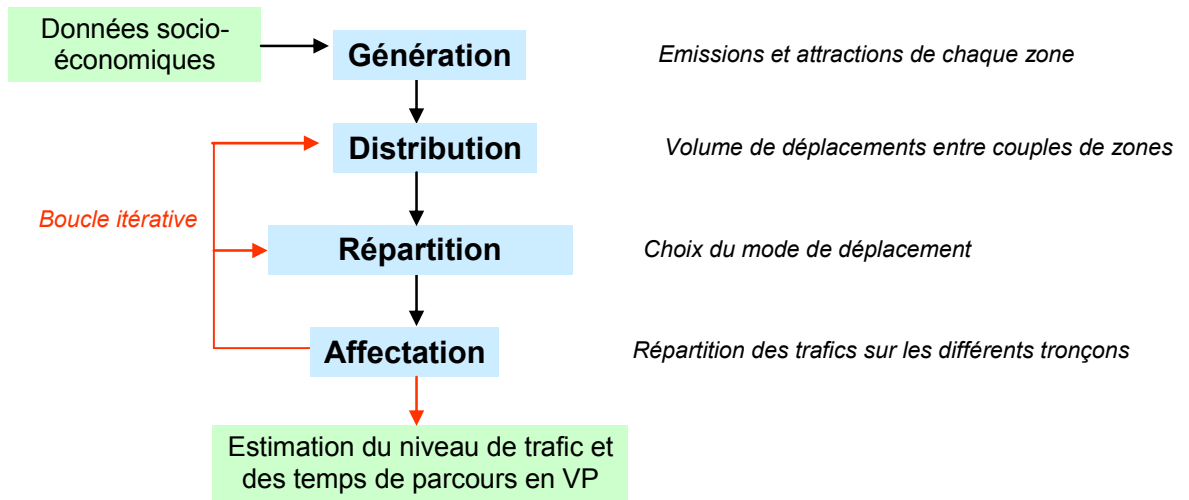 Données socio-
économiques
Génération
Emissions et attractions de chaque zone
Distribution
Volume de déplacements entre couples de zones
Boucle itérative
Répartition
Choix du mode de déplacement
Affectation
Répartition des trafics sur les différents tronçons
Estimation du niveau de trafic et
des temps de parcours en VP